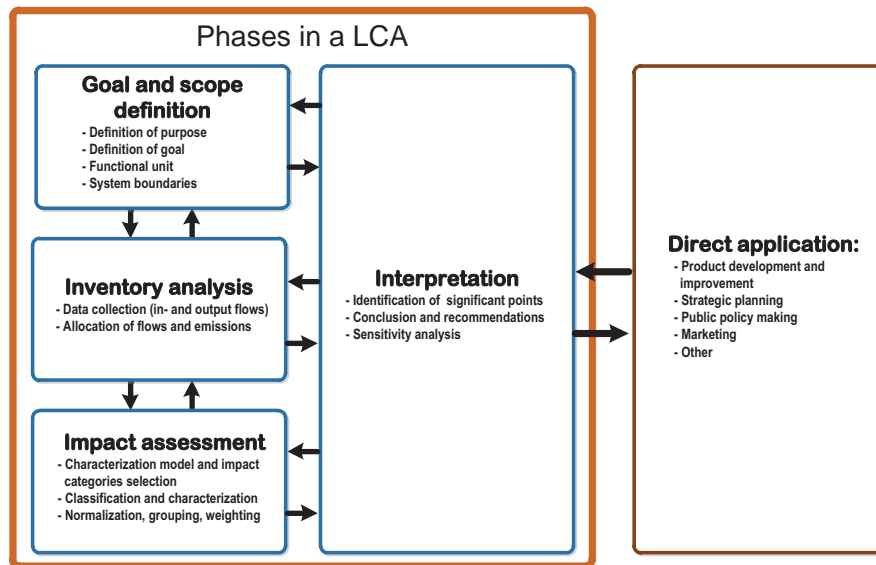 Phases in a LCA
Goal and scope
definition
- Definition of purpose
- Definition of goal
- Functional unit
- System boundaries
Inventory analysis
- Data collection (in- and output flows)
- Allocation of flows and emissions
Impact assessment
- Characterization model and impact
categories selection
- Classification and characterization
- Normalization, grouping, weighting
Interpretation
- Identification of significant points
- Conclusion and recommendations
- Sensitivity analysis
Direct application:
- Product development and
improvement
- Strategic planning
- Public policy making
- Marketing
- Other